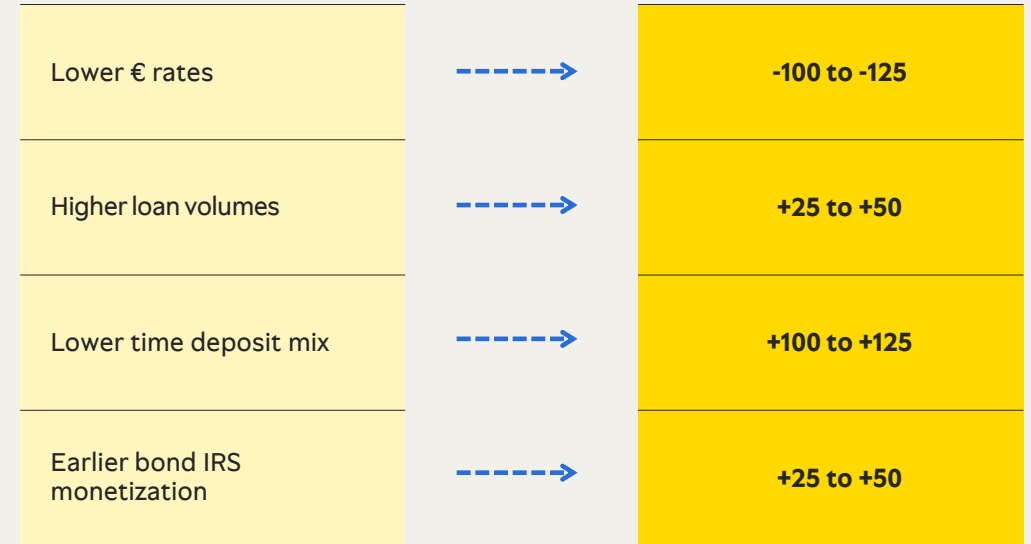 Lower € rates
-100 to -125
Higher loan volumes
+25 to +50
Lower time deposit mix
+100 to +125
Earlier bond IRS
monetization
+25 to +50